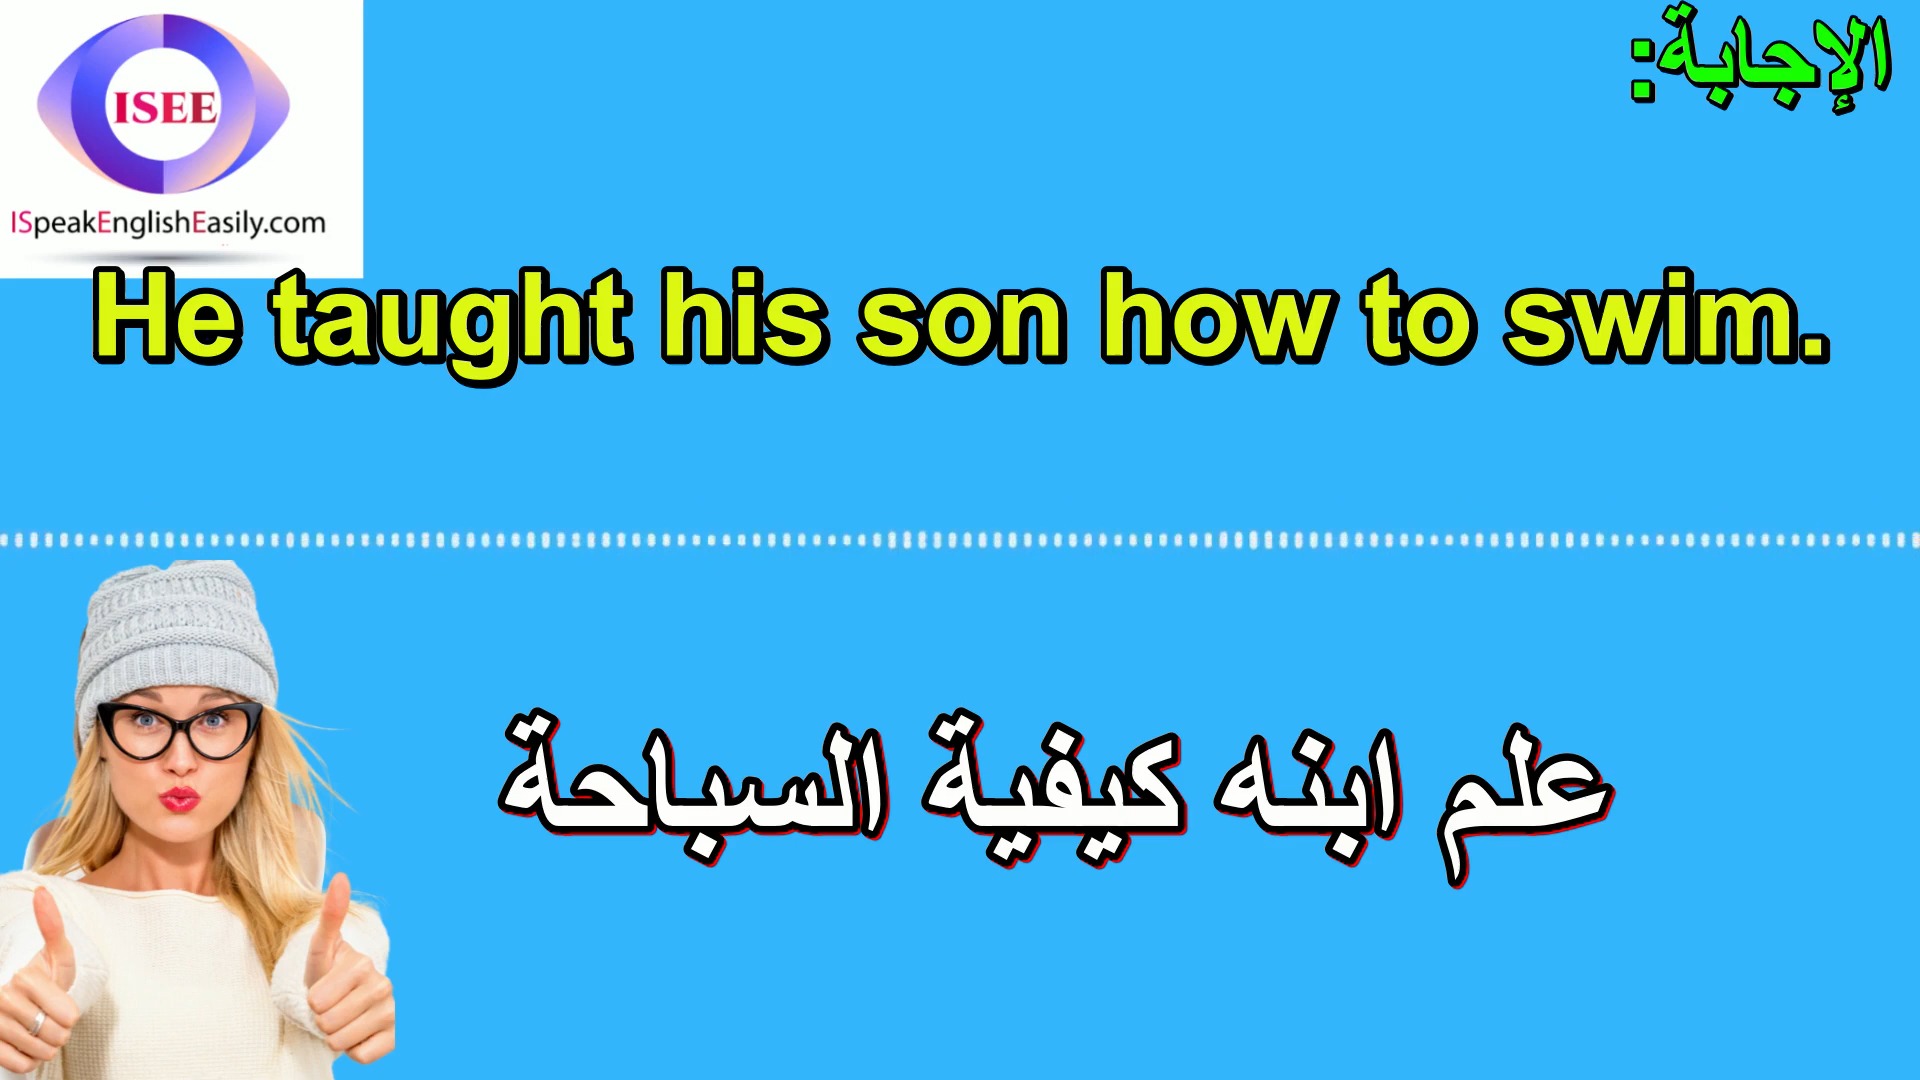 ISEE
ISpeakEnglishEasily.com
الإجابة:
He taught his son how to swim.
علم ابنه كيفية السباحة